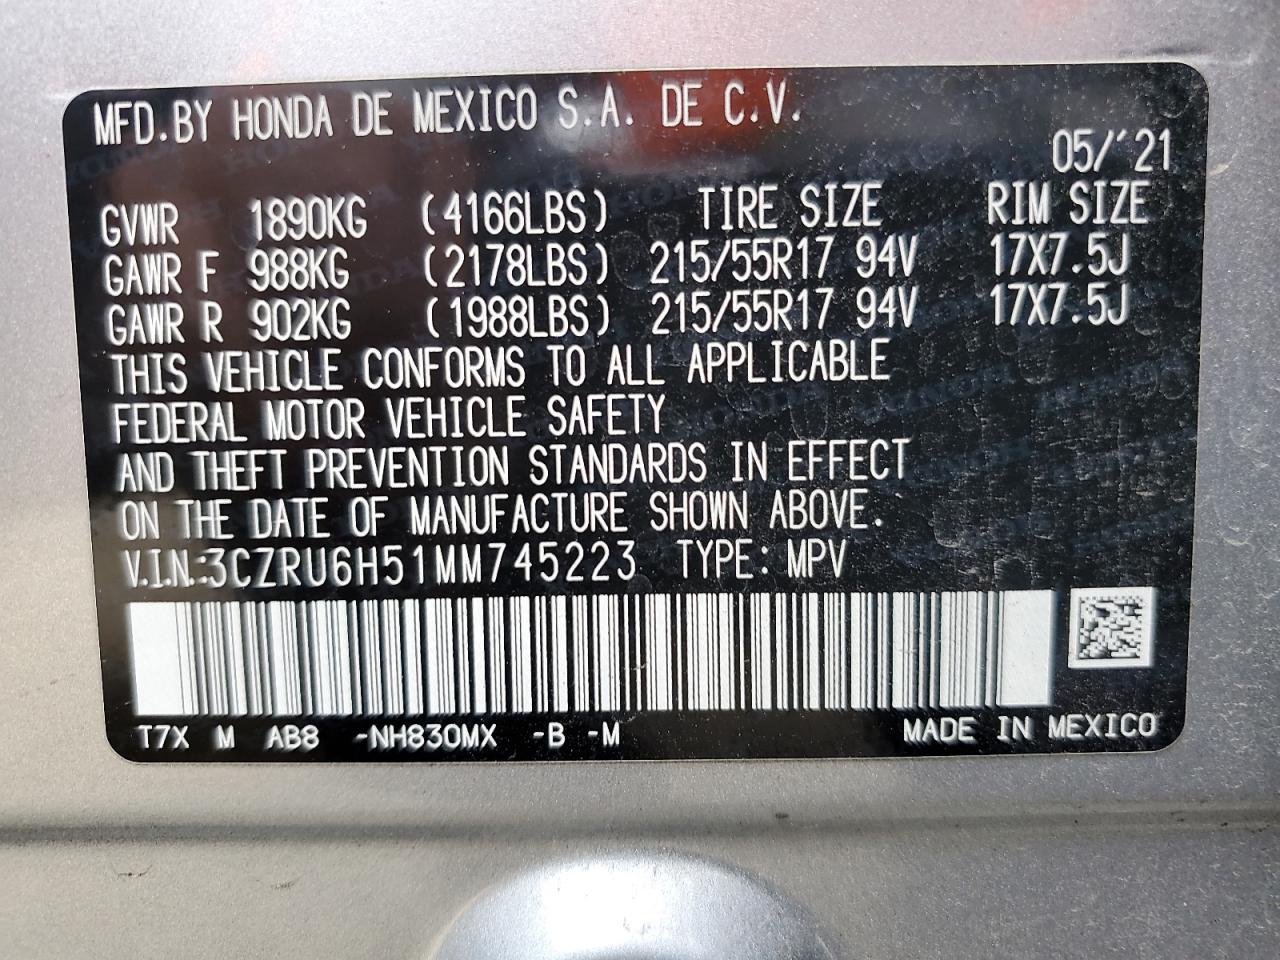 MFD.BY HONDA DE MEXICO S.A. DE C.V.
05/'21
GVWR 1890KG (4166LBS) TIRE SIZE RIM SIZE
GAWR F 988KG (2178LBS) 215/55R17 94V 17X7.5J
GAWR R 902KG (1988LBS) 215/55R17 94V 17X7.5J
THIS VEHICLE CONFORMS TO ALL APPLICABLE
FEDERAL MOTOR VEHICLE SAFETY
AND THEFT PREVENTION STANDARDS IN EFFECT
ON THE DATE OF MANUFACTURE SHOWN ABOVE.
V.I.N.:3CZRU6H51MM745223 TYPE: MPV
T7X M AB8 -NH830MX -B -M MADE IN MEXICO